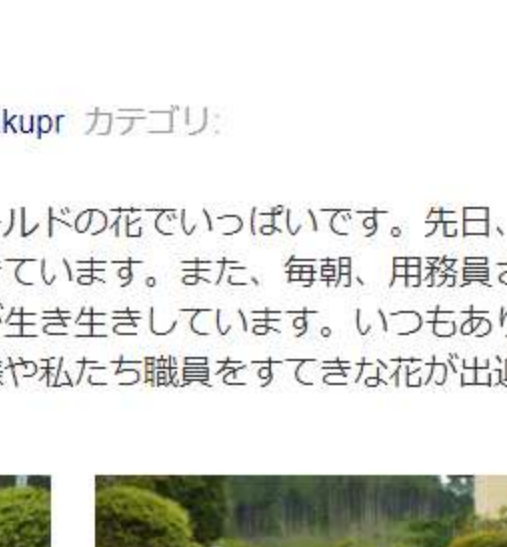 kupr カテゴリ:
ールドの花でいっぱいです。先日、
ています。また、毎朝、用務員
生き生きしています。いつもあり
や私たち職員をすてきな花が出迎